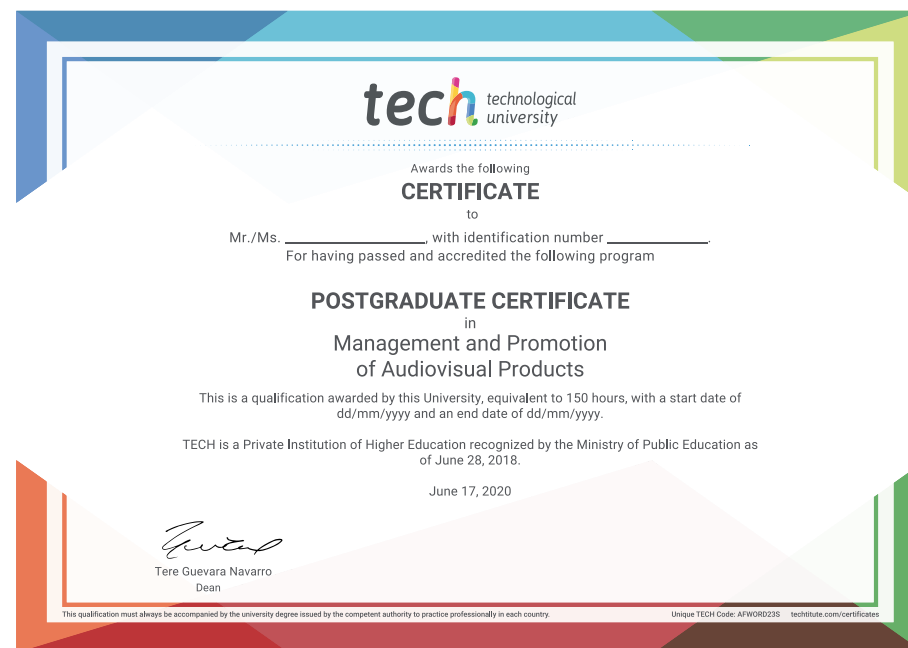 tech technological
university
Awards the following
CERTIFICATE
to
Mr./Ms. ____________________, with identification number ______________.
For having passed and accredited the following program
POSTGRADUATE CERTIFICATE
in
Management and Promotion
of Audiovisual Products
This is a qualification awarded by this University, equivalent to 150 hours, with a start date of
dd/mm/yyyy and an end date of dd/mm/yyyy.
TECH is a Private Institution of Higher Education recognized by the Ministry of Public Education as
of June 28, 2018.
June 17, 2020
Tere Guevara Navarro
Dean
This qualification must always be accompanied by the university degree issued by the competent authority to practice professionally in each country. Unique TECH Code: AFWORD23S techtitute.com/certificates